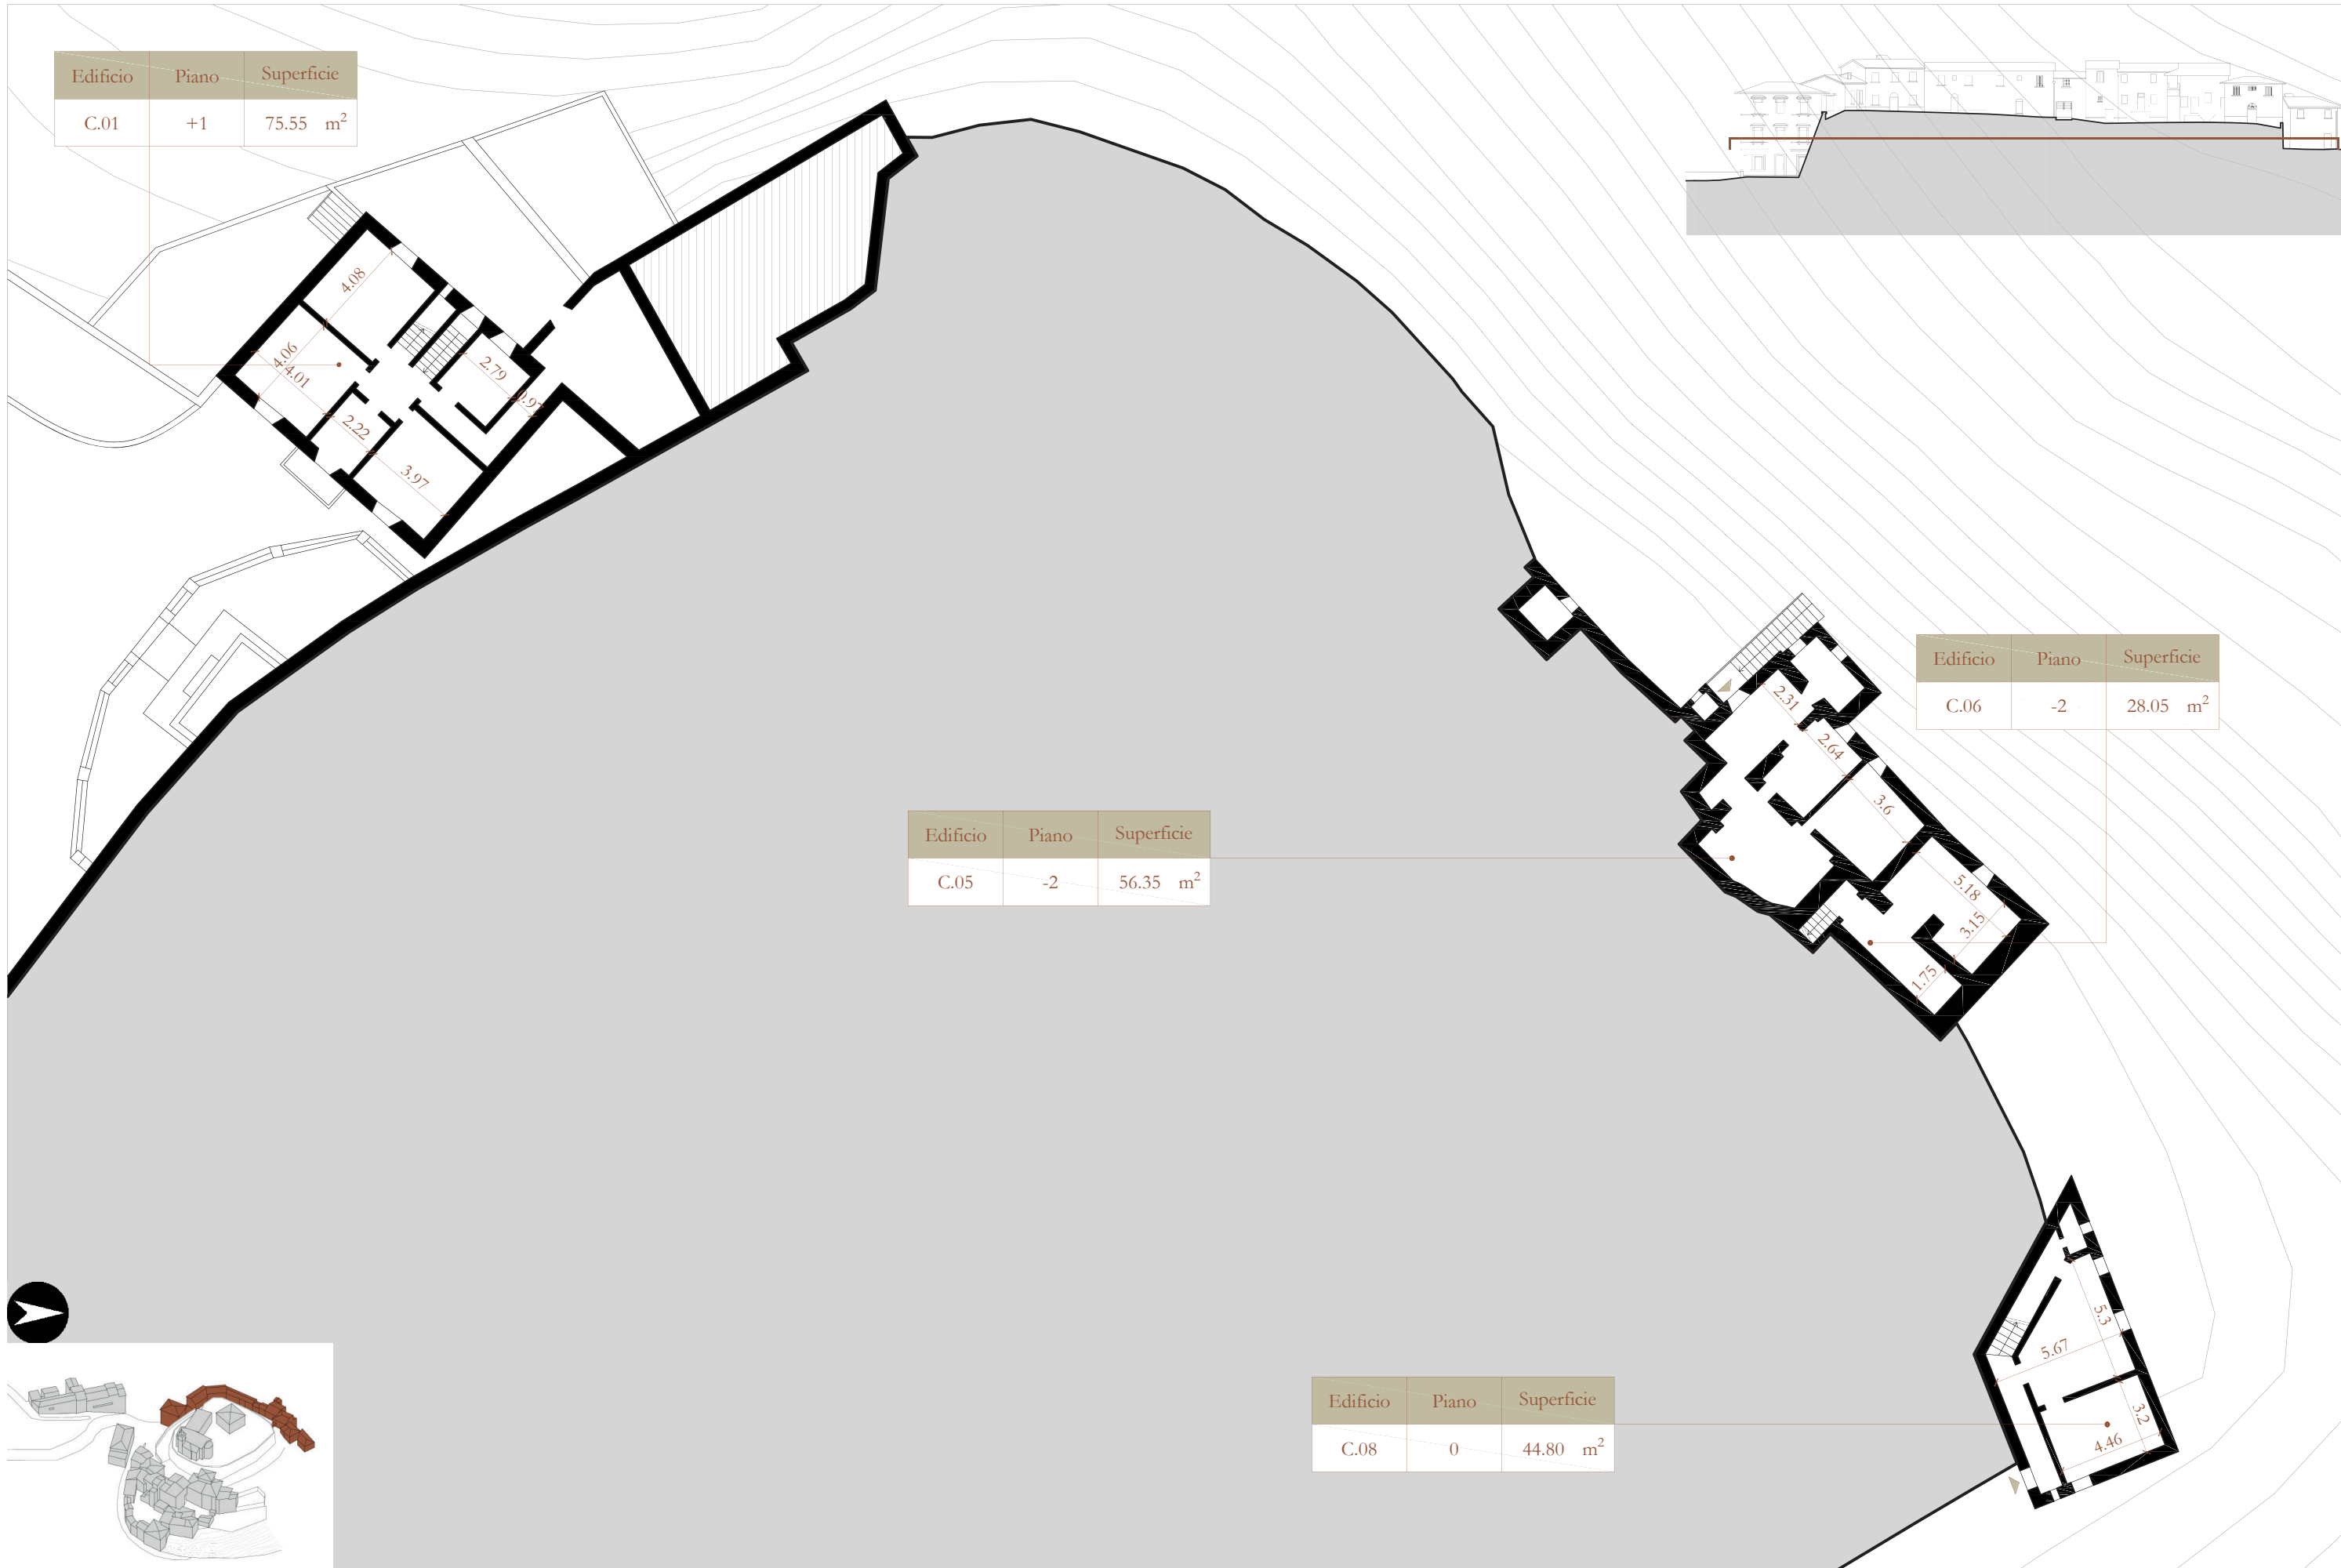 Edificio Piano Superficie
C.01 +1 75.55 m²
4.08
4.06
4.01
2.79
0.97
2.22
3.97
Edificio Piano Superficie
C.06 -2 28.05 m²
2.31
2.64
3.6
Edificio Piano Superficie
C.05 -2 56.35 m²
5.18
3.15
1.75
5.3
5.67
Edificio Piano Superficie
C.08 0 44.80 m²
3.2
4.46